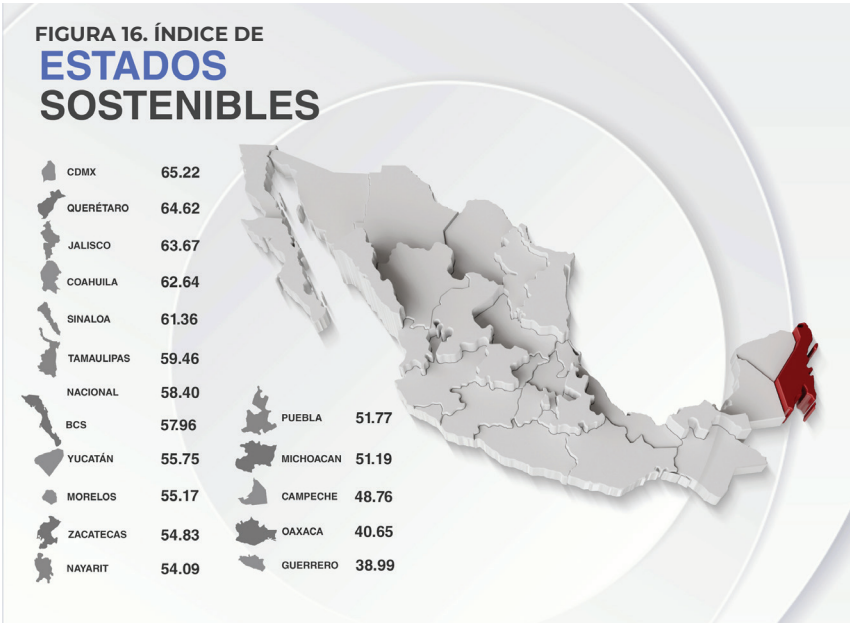 FIGURA 16. ÍNDICE DE
ESTADOS
SOSTENIBLES
CDMX 65.22
QUERÉTARO 64.62
JALISCO 63.67
COAHUILA 62.64
SINALOA 61.36
TAMAULIPAS 59.46
NACIONAL 58.40
BCS 57.96
YUCATÁN 55.75
MORELOS 55.17
ZACATECAS 54.83
NAYARIT 54.09
PUEBLA 51.77
MICHOACAN 51.19
CAMPECHE 48.76
OAXACA 40.65
GUERRERO 38.99